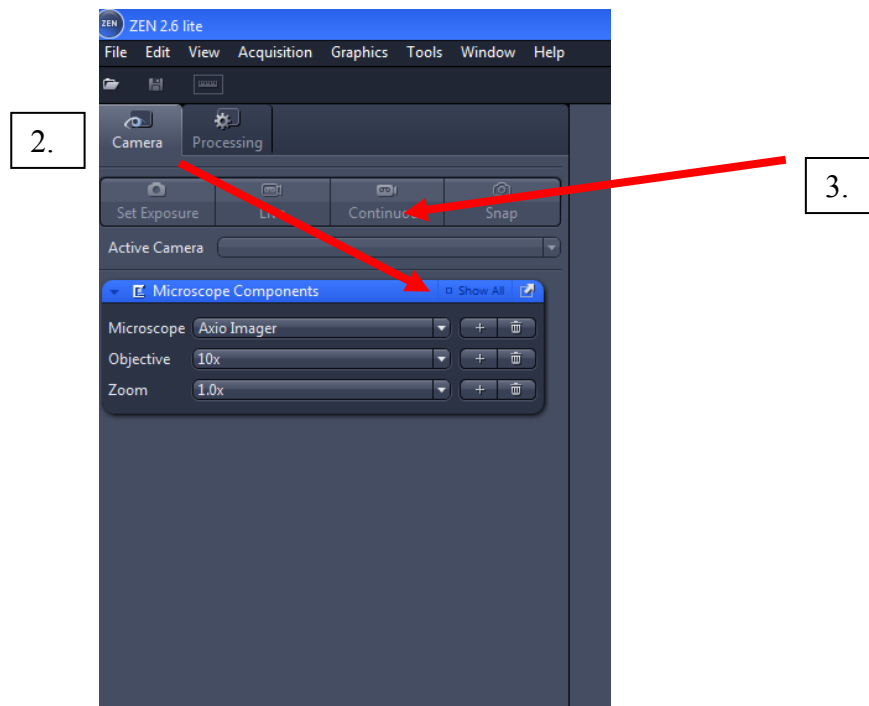 ZEN ZEN 2.6 lite
File Edit View Acquisition Graphics Tools Window Help
2.
Camera Processing
3.
Set Exposure Snap
Active Camera
Microscope Components Show All
Microscope Axio Imager
Objective 10x
Zoom 1.0x